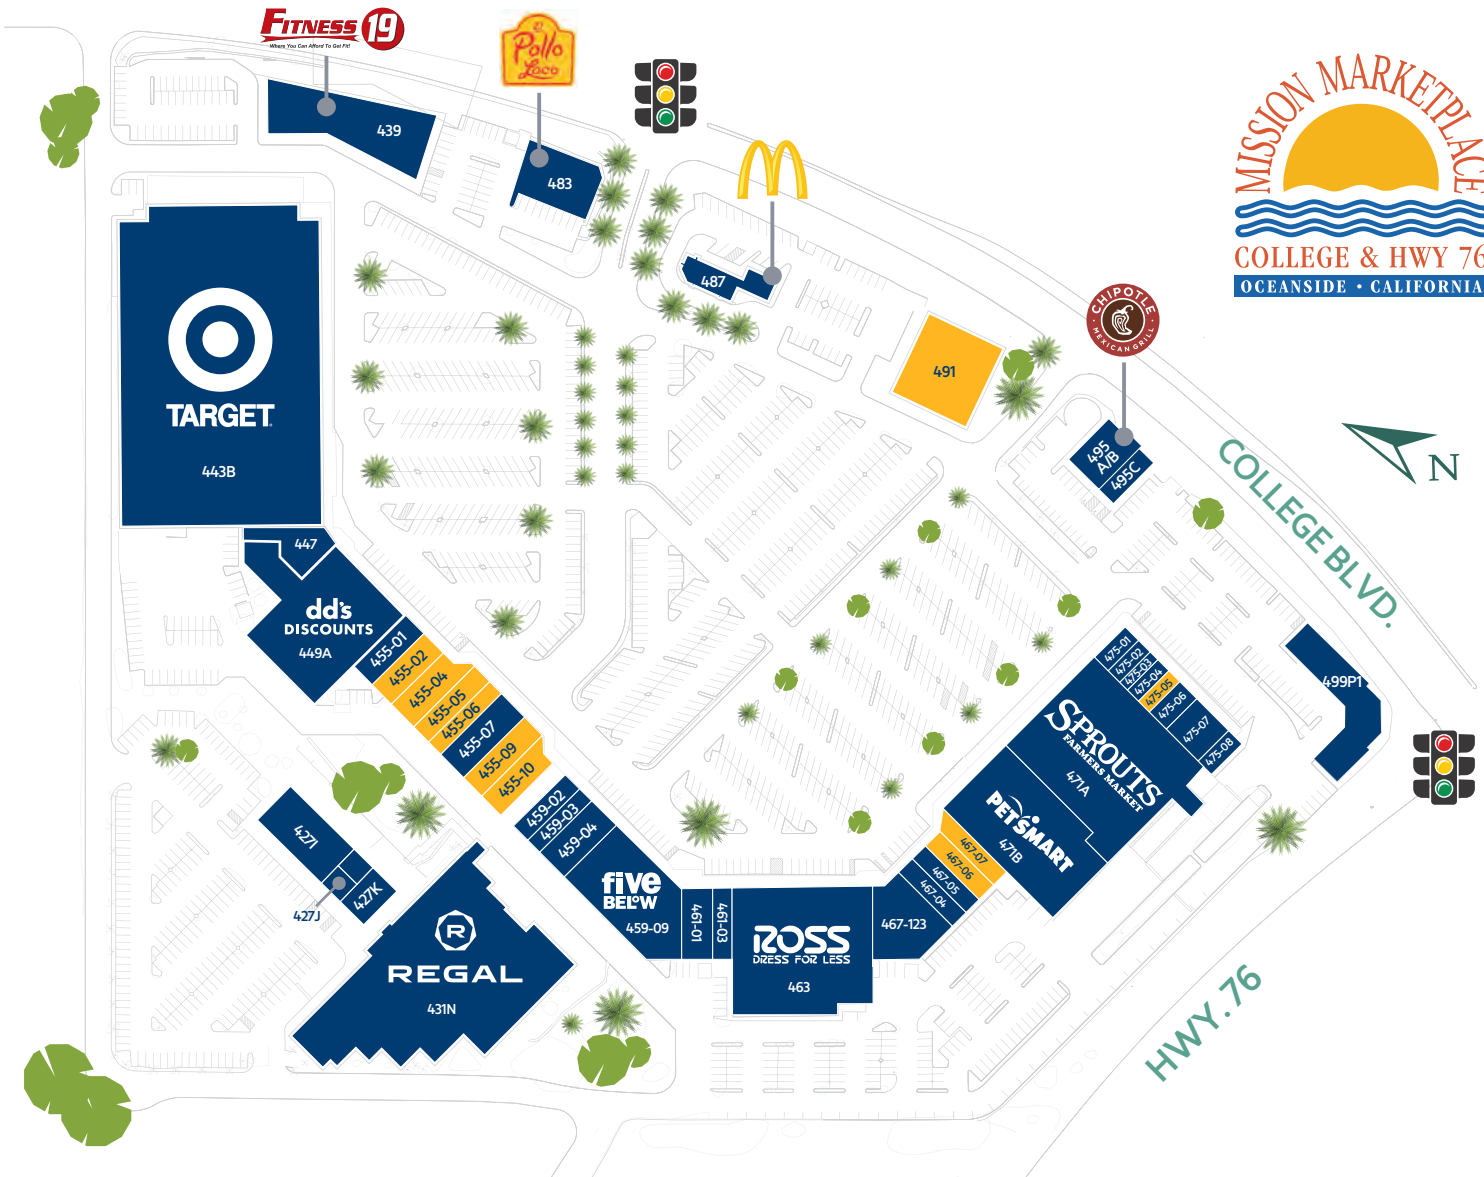 FITNESS 19
Where You Can Afford To Get Fit!
El
Pollo
Loco
MISSION MARKETPLACE
COLLEGE & HWY 76
OCEANSIDE • CALIFORNIA
439
483
487
491
CHIPOTLE
MEXICAN GRILL
495
A/B
495C
N
COLLEGE BLVD.
TARGET
443B
447
dd's
DISCOUNTS
449A
455-01
455-02
455-04
455-05
455-06
455-07
455-09
455-10
459-02
459-03
459-04
five
BELOW
459-09
461-01
461-03
ROSS
DRESS FOR LESS
463
467-123
467-04
467-05
467-06
467-07
PETSMART
471B
SPROUTS
FARMERS MARKET
471A
475-01
475-02
475-03
475-04
475-05
475-06
475-07
475-08
499P1
427I
427J
427K
R
REGAL
431N
HWY. 76